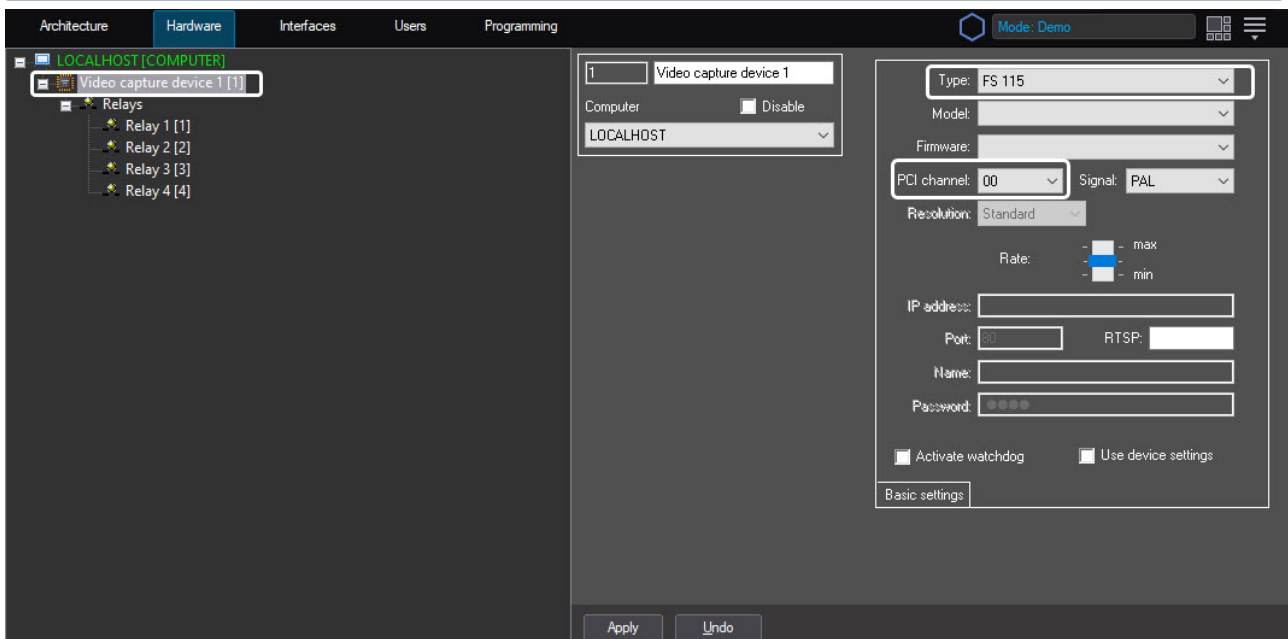 Architecture Hardware Interfaces Users Programming Mode: Demo
LOCALHOST [COMPUTER]
Video capture device 1 [1]
Relays
Relay 1 [1]
Relay 2 [2]
Relay 3 [3]
Relay 4 [4]
1 Video capture device 1
Computer Disable
LOCALHOST
Type: FS 115
Model:
Firmware:
PCI channel: 00 Signal: PAL
Resolution: Standard
Rate: max
min
IP address:
Port: 80 RTSP:
Name:
Password:
Activate watchdog Use device settings
Basic settings
Apply Undo